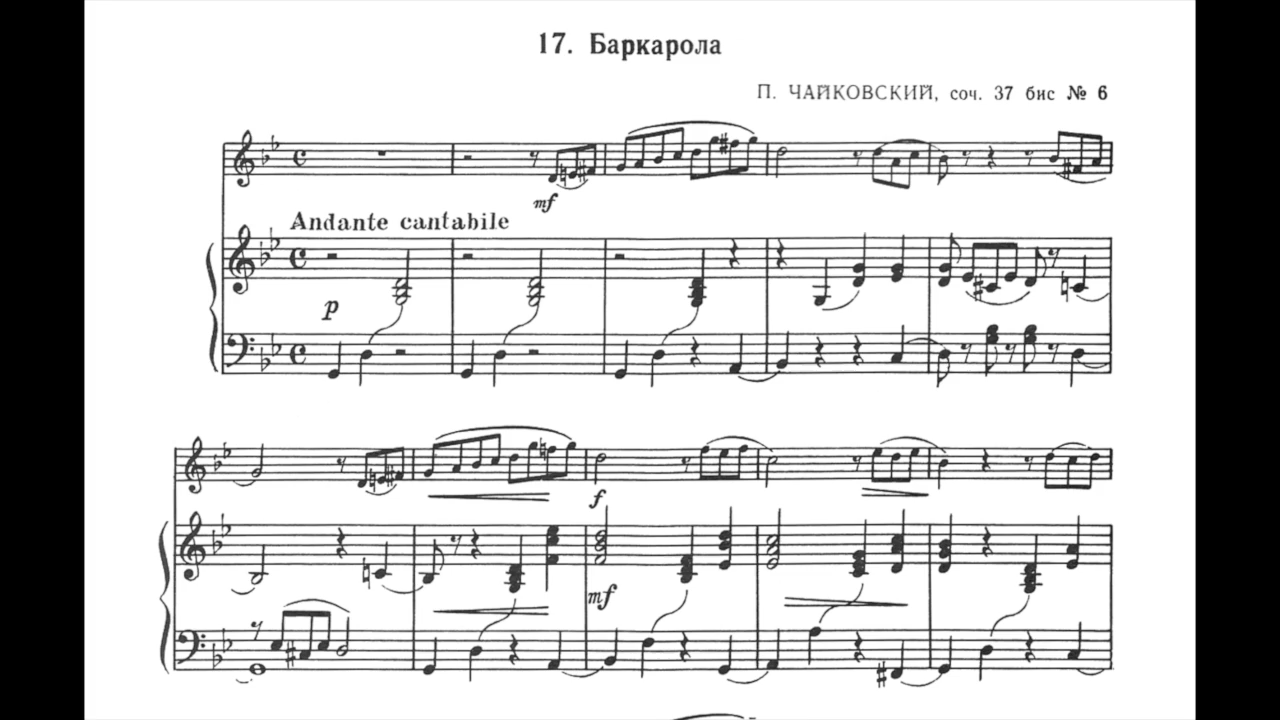 17. Баркарола
П. ЧАЙКОВСКИЙ, соч. 37 бис № 6
mf
Andante cantabile
p
f
mf